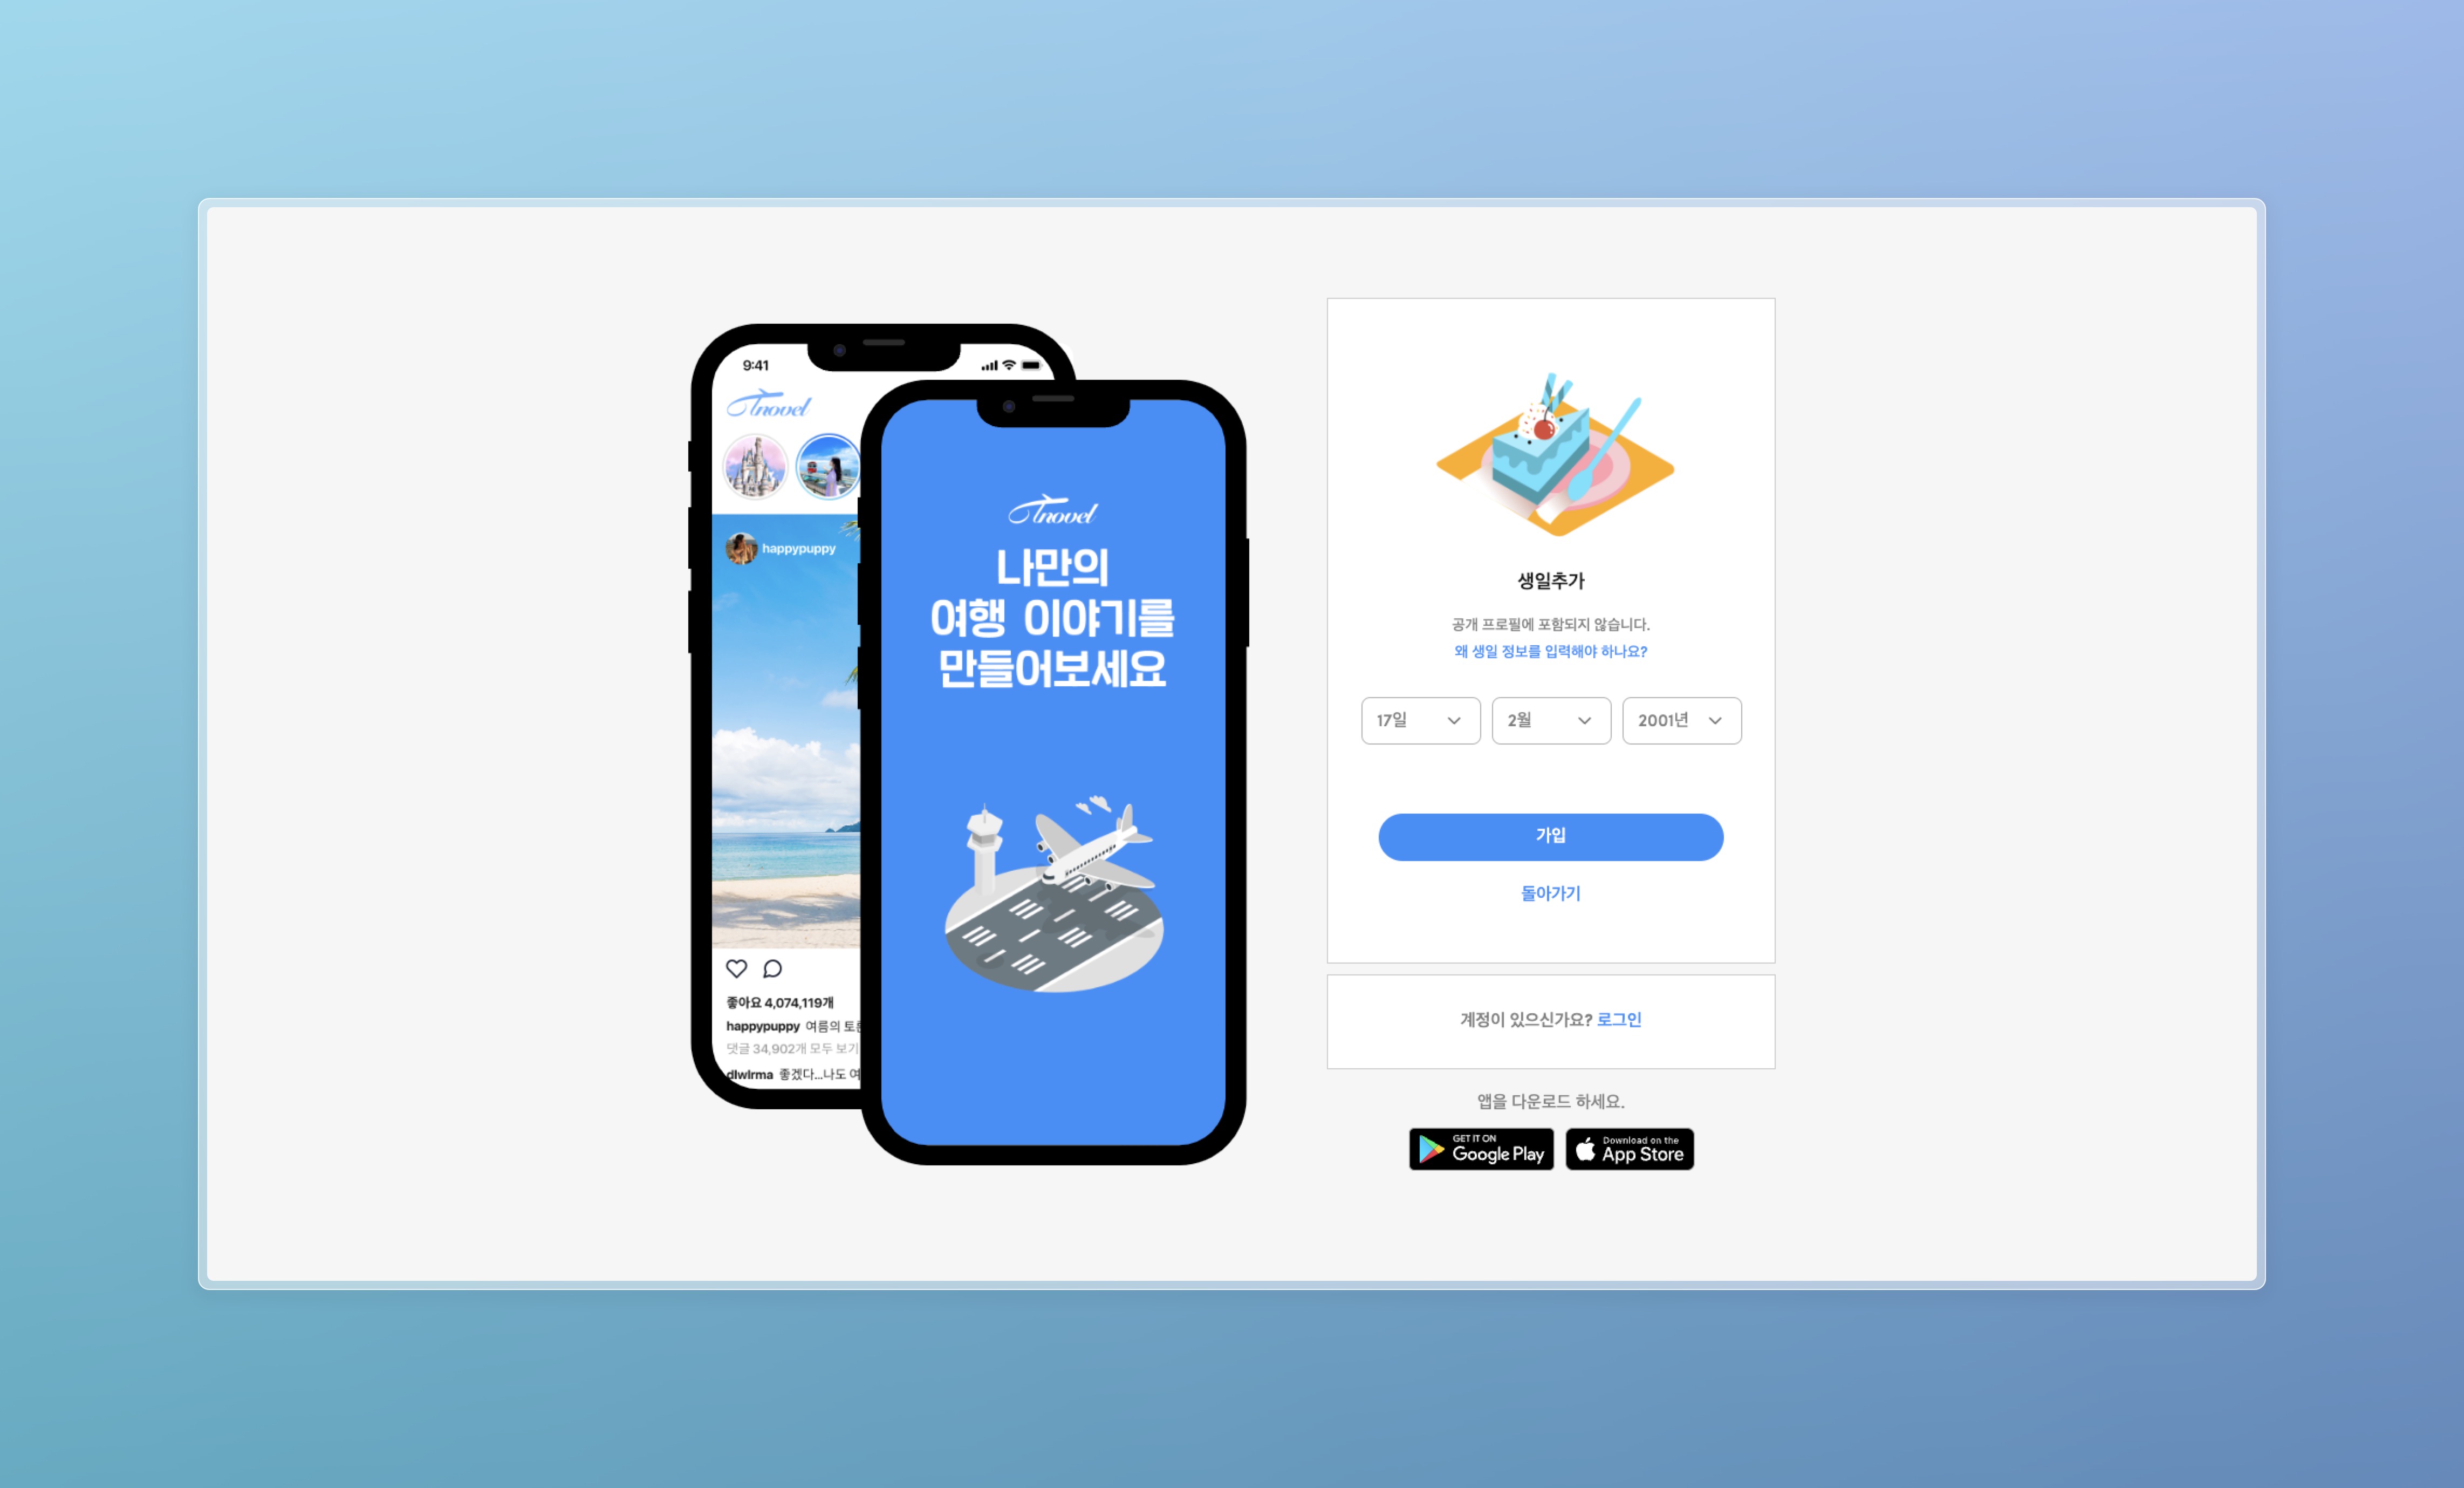 9:41
Tnovel
happypuppy
좋아요 4,074,119개
happypuppy 여름의
댓글 34,902개 모두 보기
dlwlrma 좋겠다...나도 여
Tnovel
나만의
여행 이야기를
만들어보세요
생일추가
공개 프로필에 포함되지 않습니다.
왜 생일 정보를 입력해야 하나요?
17일
2월
2001년
가입
돌아가기
계정이 있으신가요? 로그인
앱을 다운로드 하세요.
GET IT ON
Google Play
Download on the
App Store